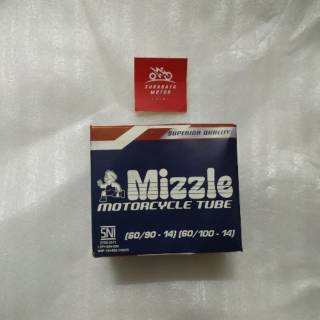 SURABAYA
MOTOR
SUPERIOR QUALITY
Mizzle
MOTORCYCLE TUBE
SNI
(60/90 - 14) (60/100 - 14)